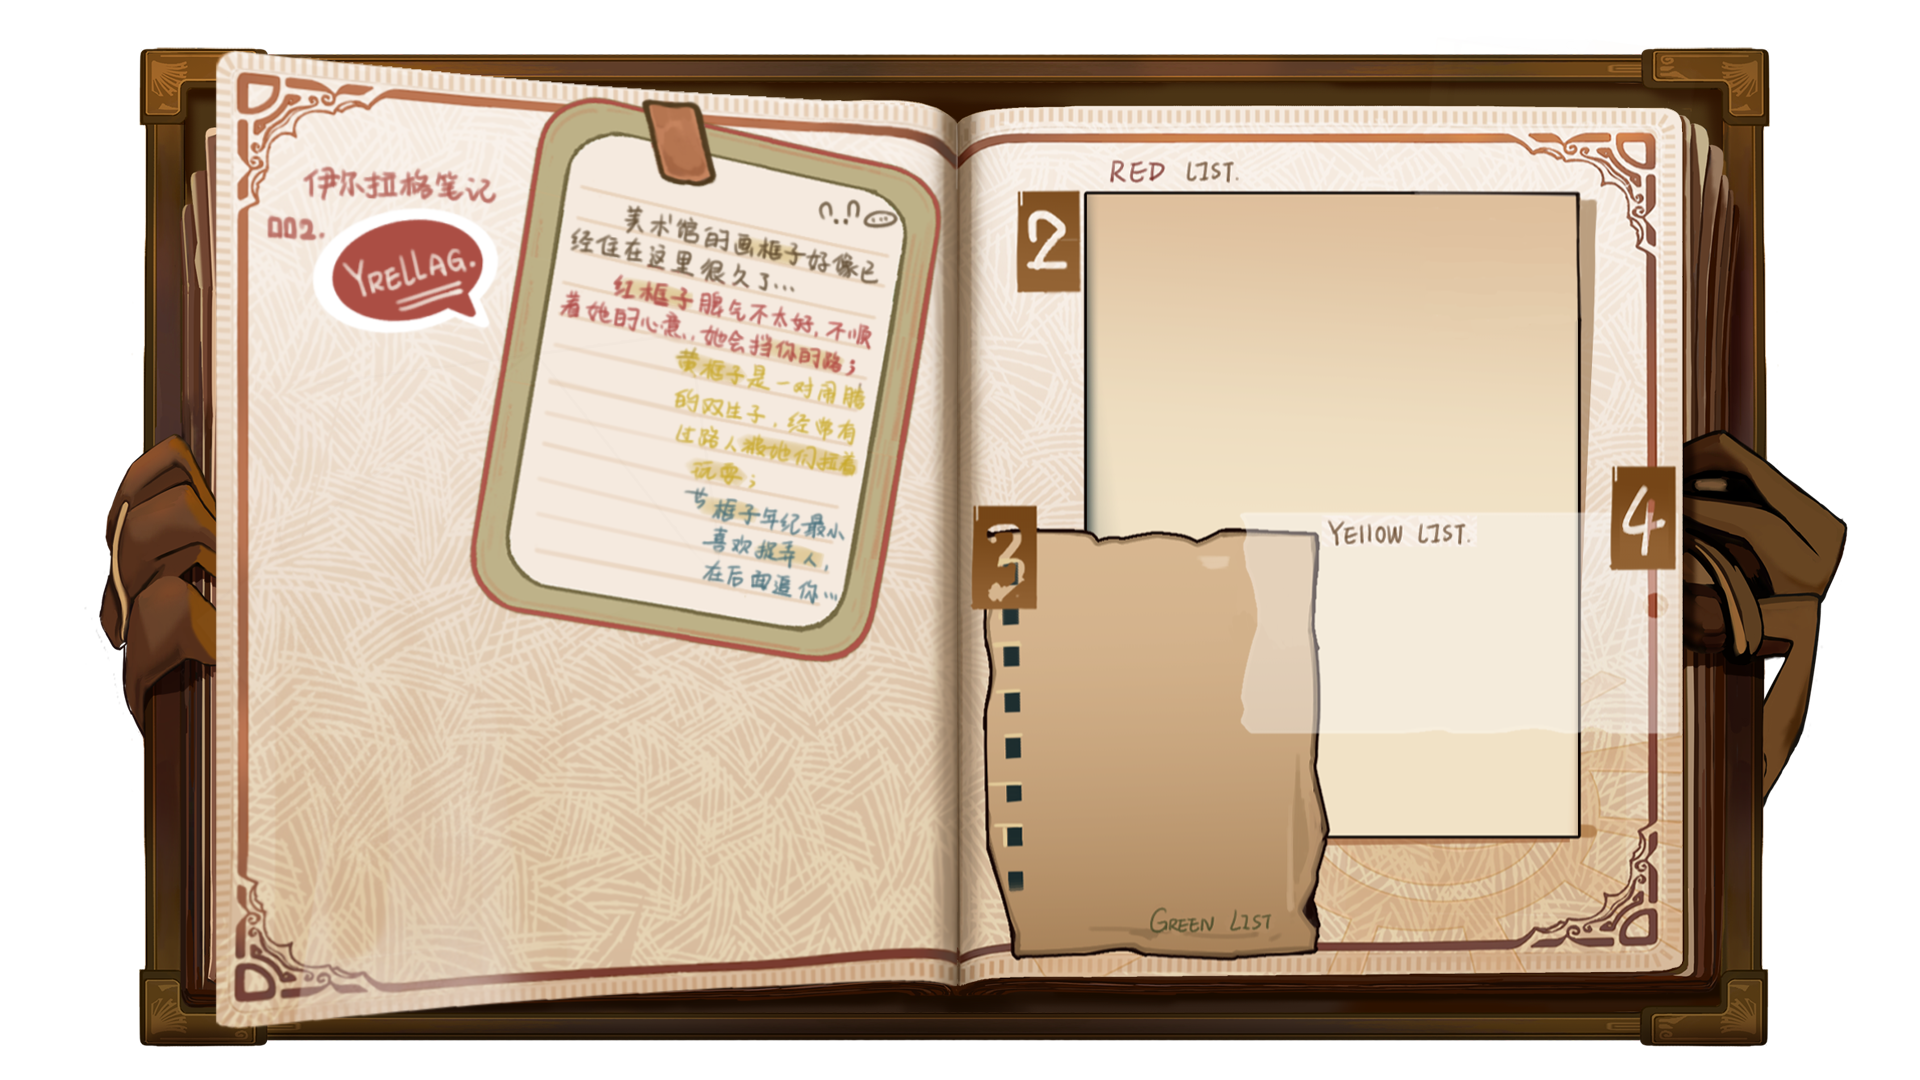 伊尔拉格笔记
002.
YRELLAG.
美术馆的画框子好像已
经住在这里很久了...
红框子脾气不太好,不顺
着她的心意,她会挡你的路;
黄框子是一对闹腾
的双生子,经常有
过路人被她们拉着
玩耍;
框子年纪最小
喜欢捉弄人,
在后面追你...
RED LIST.
2
3
4
YELLOW LIST.
GREEN LIST